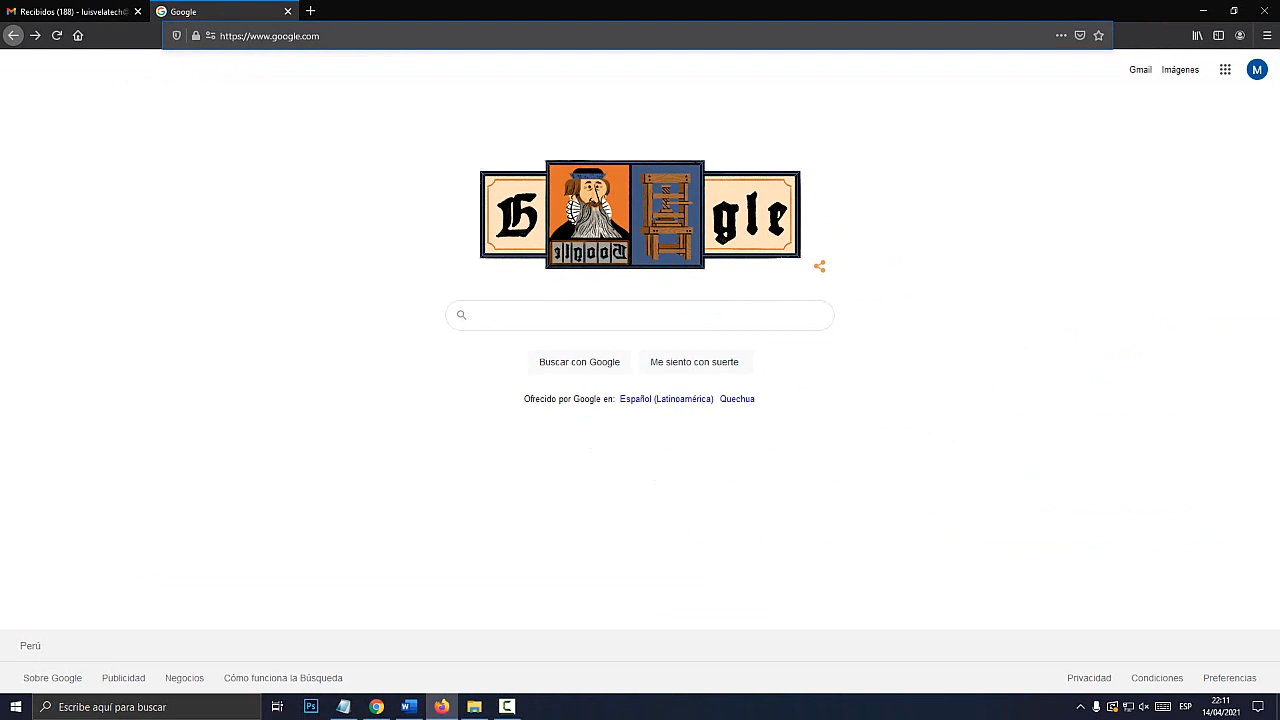 Recibidos (188) - luisvelatech@
Google
https://www.google.com
Gmail
Imágenes
M
G
Google
gle
Buscar con Google
Me siento con suerte
Ofrecido por Google en: Español (Latinoamérica) Quechua
Perú
Sobre Google
Publicidad
Negocios
Cómo funciona la Búsqueda
Privacidad
Condiciones
Preferencias
Escribe aquí para buscar
Ps
W
C
ESP
22:11
14/04/2021